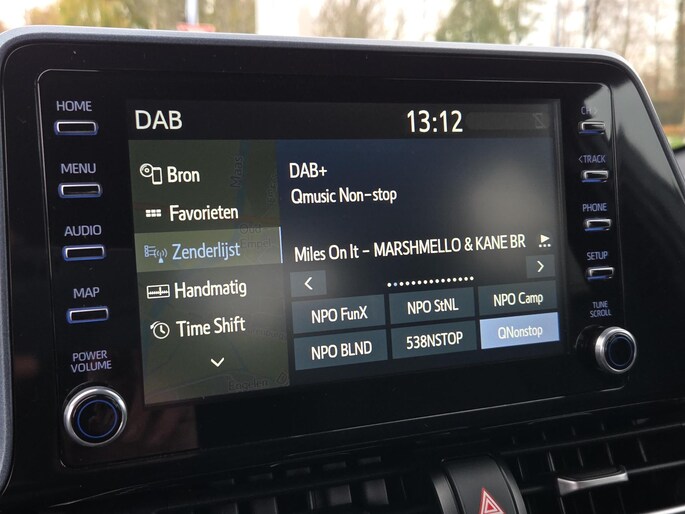 HOME
MENU
AUDIO
MAP
POWER
VOLUME
DAB
13:12
Bron
Favorieten
Zenderlijst
Handmatig
Time Shift
DAB+
Qmusic Non-stop
Miles On It - MARSHMELLO & KANE BR
NPO FunX
NPO StNL
NPO Camp
NPO BLND
538NSTOP
QNonstop
<TRACK
PHONE
SETUP
TUNE
SCROLL